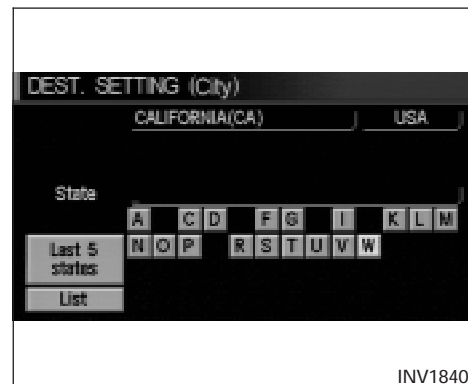 DEST. SETTING (City)
CALIFORNIA(CA) USA
State
A C D F G I K L M
N O P R S T U V W
Last 5
states
List
INV1840